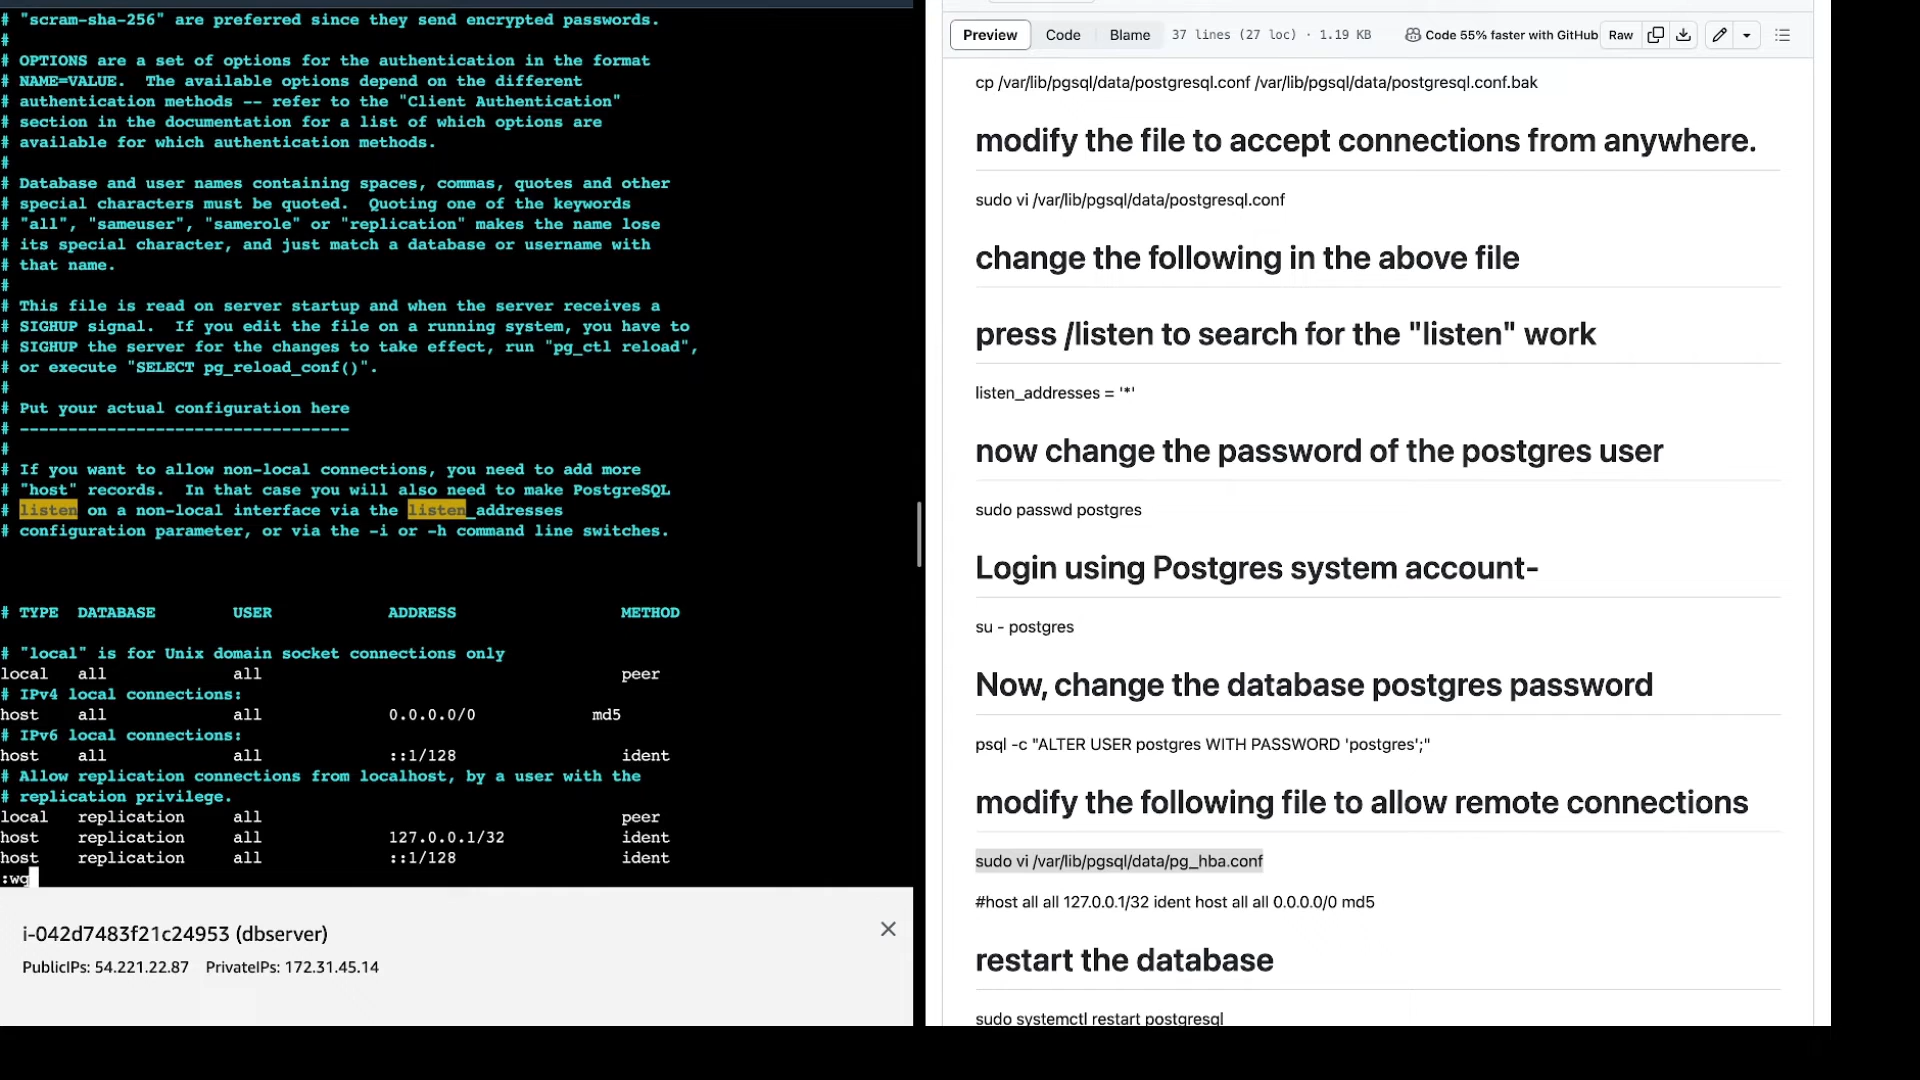 # "scram-sha-256" are preferred since they send encrypted passwords.
#
# OPTIONS are a set of options for the authentication in the format
# NAME=VALUE.  The available options depend on the different
# authentication methods -- refer to the "Client Authentication"
# section in the documentation for a list of which options are
# available for which authentication methods.
#
# Database and user names containing spaces, commas, quotes and other
# special characters must be quoted.  Quoting one of the keywords
# "all", "sameuser", "samerole" or "replication" makes the name lose
# its special character, and just match a database or username with
# that name.
#
# This file is read on server startup and when the server receives a
# SIGHUP signal.  If you edit the file on a running system, you have to
# SIGHUP the server for the changes to take effect, run "pg_ctl reload",
# or execute "SELECT pg_reload_conf()".
#
# Put your actual configuration here
# ----------------------------------
#
# If you want to allow non-local connections, you need to add more
# "host" records.  In that case you will also need to make PostgreSQL
# listen on a non-local interface via the listen_addresses
# configuration parameter, or via the -i or -h command line switches.
# TYPE  DATABASE        USER            ADDRESS                 METHOD
# "local" is for Unix domain socket connections only
local   all             all                                     peer
# IPv4 local connections:
host    all             all             0.0.0.0/0            md5
# IPv6 local connections:
host    all             all             ::1/128                 ident
# Allow replication connections from localhost, by a user with the
# replication privilege.
local   replication     all                                     peer
host    replication     all             127.0.0.1/32            ident
host    replication     all             ::1/128                 ident
:wq
i-042d7483f21c24953 (dbserver)
PublicIPs: 54.221.22.87 PrivateIPs: 172.31.45.14
Preview Code Blame 37 lines (27 loc) · 1.19 KB Code 55% faster with GitHub Raw
cp /var/lib/pgsql/data/postgresql.conf /var/lib/pgsql/data/postgresql.conf.bak
modify the file to accept connections from anywhere.
sudo vi /var/lib/pgsql/data/postgresql.conf
change the following in the above file
press /listen to search for the "listen" work
listen_addresses = '*'
now change the password of the postgres user
sudo passwd postgres
Login using Postgres system account-
su - postgres
Now, change the database postgres password
psql -c "ALTER USER postgres WITH PASSWORD 'postgres';"
modify the following file to allow remote connections
sudo vi /var/lib/pgsql/data/pg_hba.conf
#host all all 127.0.0.1/32 ident host all all 0.0.0.0/0 md5
restart the database
sudo systemctl restart postgresql